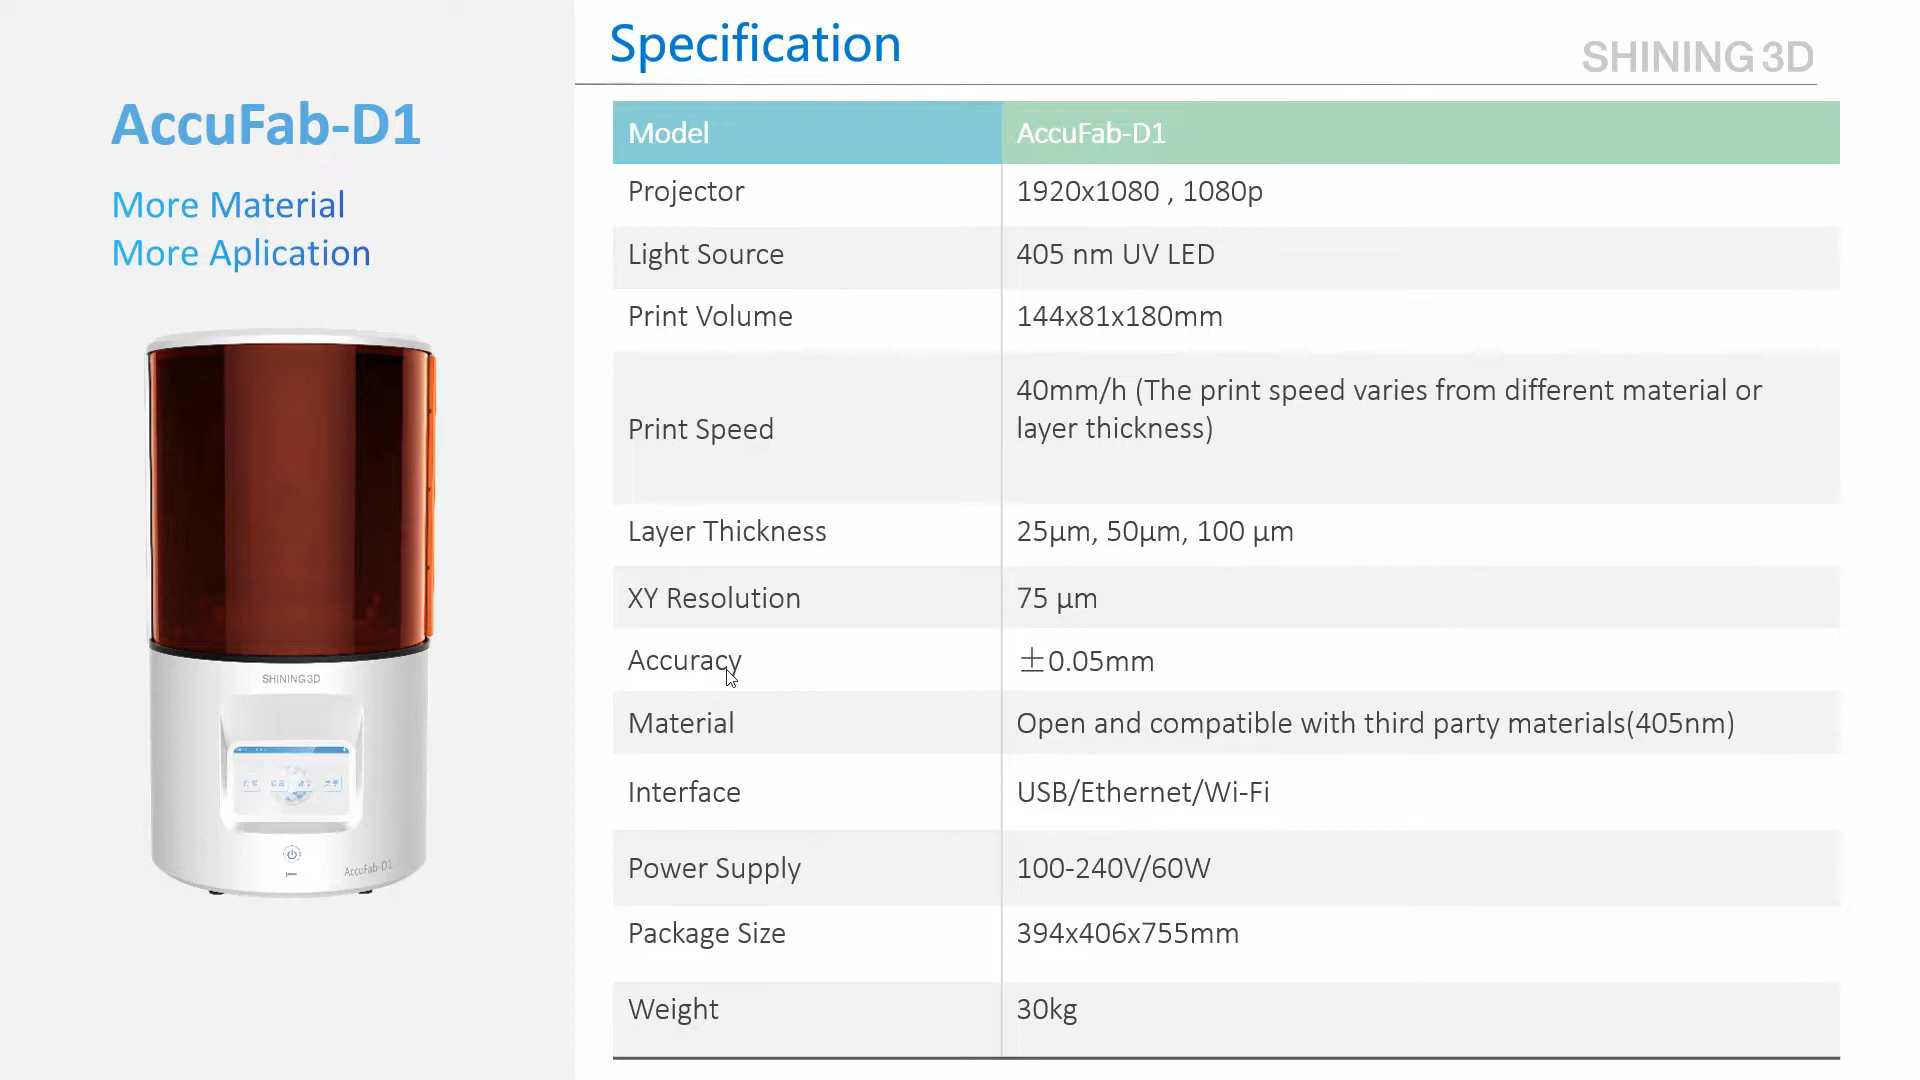 Specification
SHINING 3D
AccuFab-D1
More Material
More Aplication
SHINING3D
AccuFab-D1
Model AccuFab-D1
Projector 1920x1080 , 1080p
Light Source 405 nm UV LED
Print Volume 144x81x180mm
Print Speed 40mm/h (The print speed varies from different material or
layer thickness)
Layer Thickness 25μm, 50μm, 100 μm
XY Resolution 75 μm
Accuracy ±0.05mm
Material Open and compatible with third party materials(405nm)
Interface USB/Ethernet/Wi-Fi
Power Supply 100-240V/60W
Package Size 394x406x755mm
Weight 30kg